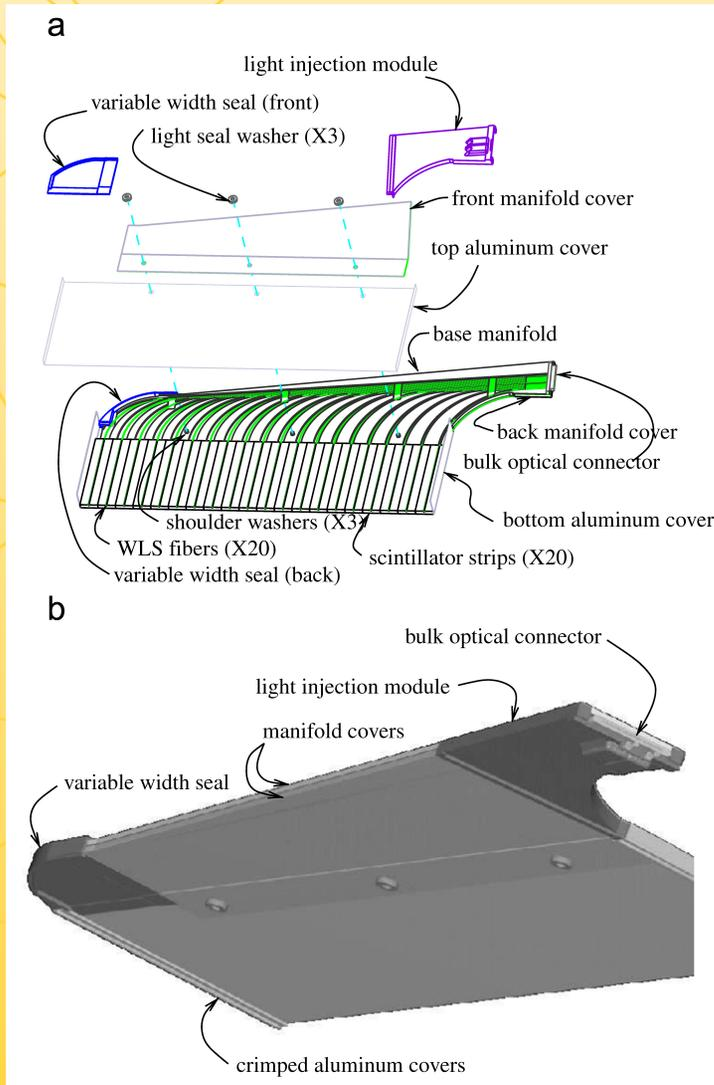 a
light injection module
variable width seal (front)
light seal washer (X3)
front manifold cover
top aluminum cover
base manifold
back manifold cover
bulk optical connector
shoulder washers (X3)
bottom aluminum cover
WLS fibers (X20)
scintillator strips (X20)
variable width seal (back)
b
bulk optical connector
light injection module
manifold covers
variable width seal
crimped aluminum covers